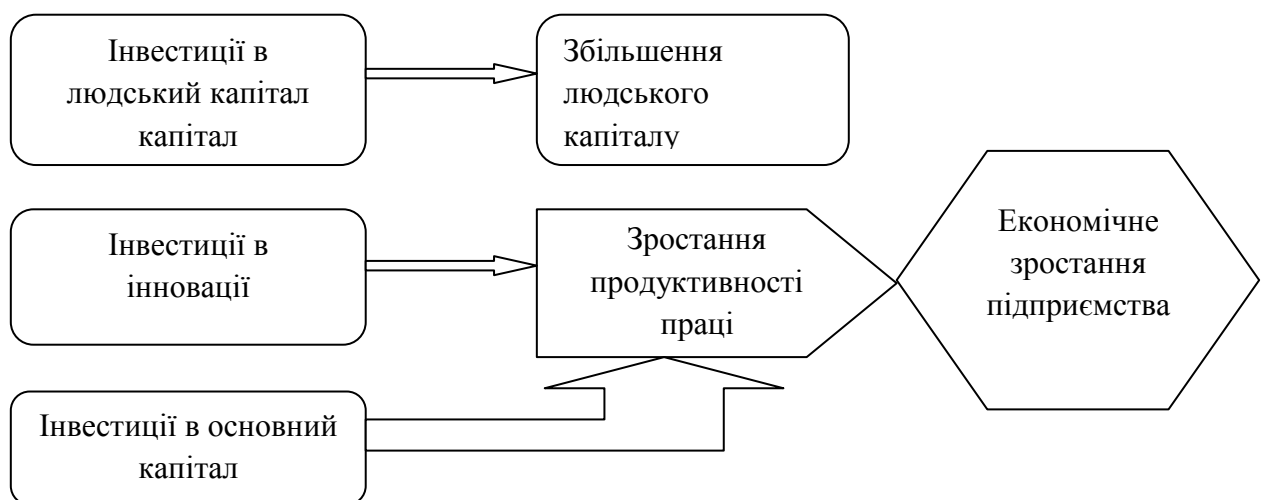 Інвестиції в
людський капітал
капітал
Збільшення
людського
капіталу
Інвестиції в
інновації
Зростання
продуктивності
праці
Економічне
зростання
підприємства
Інвестиції в основний
капітал